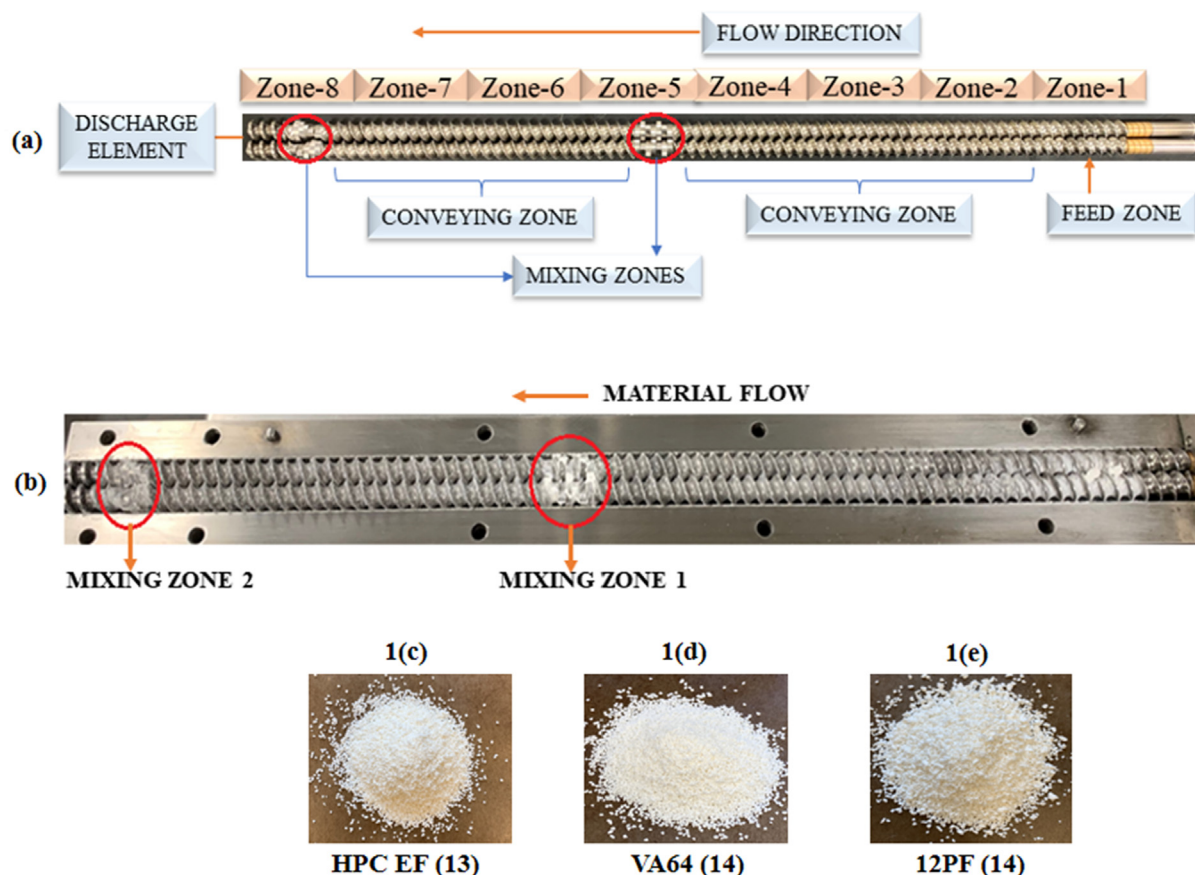 FLOW DIRECTION
Zone-8 Zone-7 Zone-6 Zone-5 Zone-4 Zone-3 Zone-2 Zone-1
DISCHARGE
ELEMENT
(a)
CONVEYING ZONE
CONVEYING ZONE
FEED ZONE
MIXING ZONES
MATERIAL FLOW
(b)
MIXING ZONE 2
MIXING ZONE 1
1(c)
1(d)
1(e)
HPC EF (13)
VA64 (14)
12PF (14)